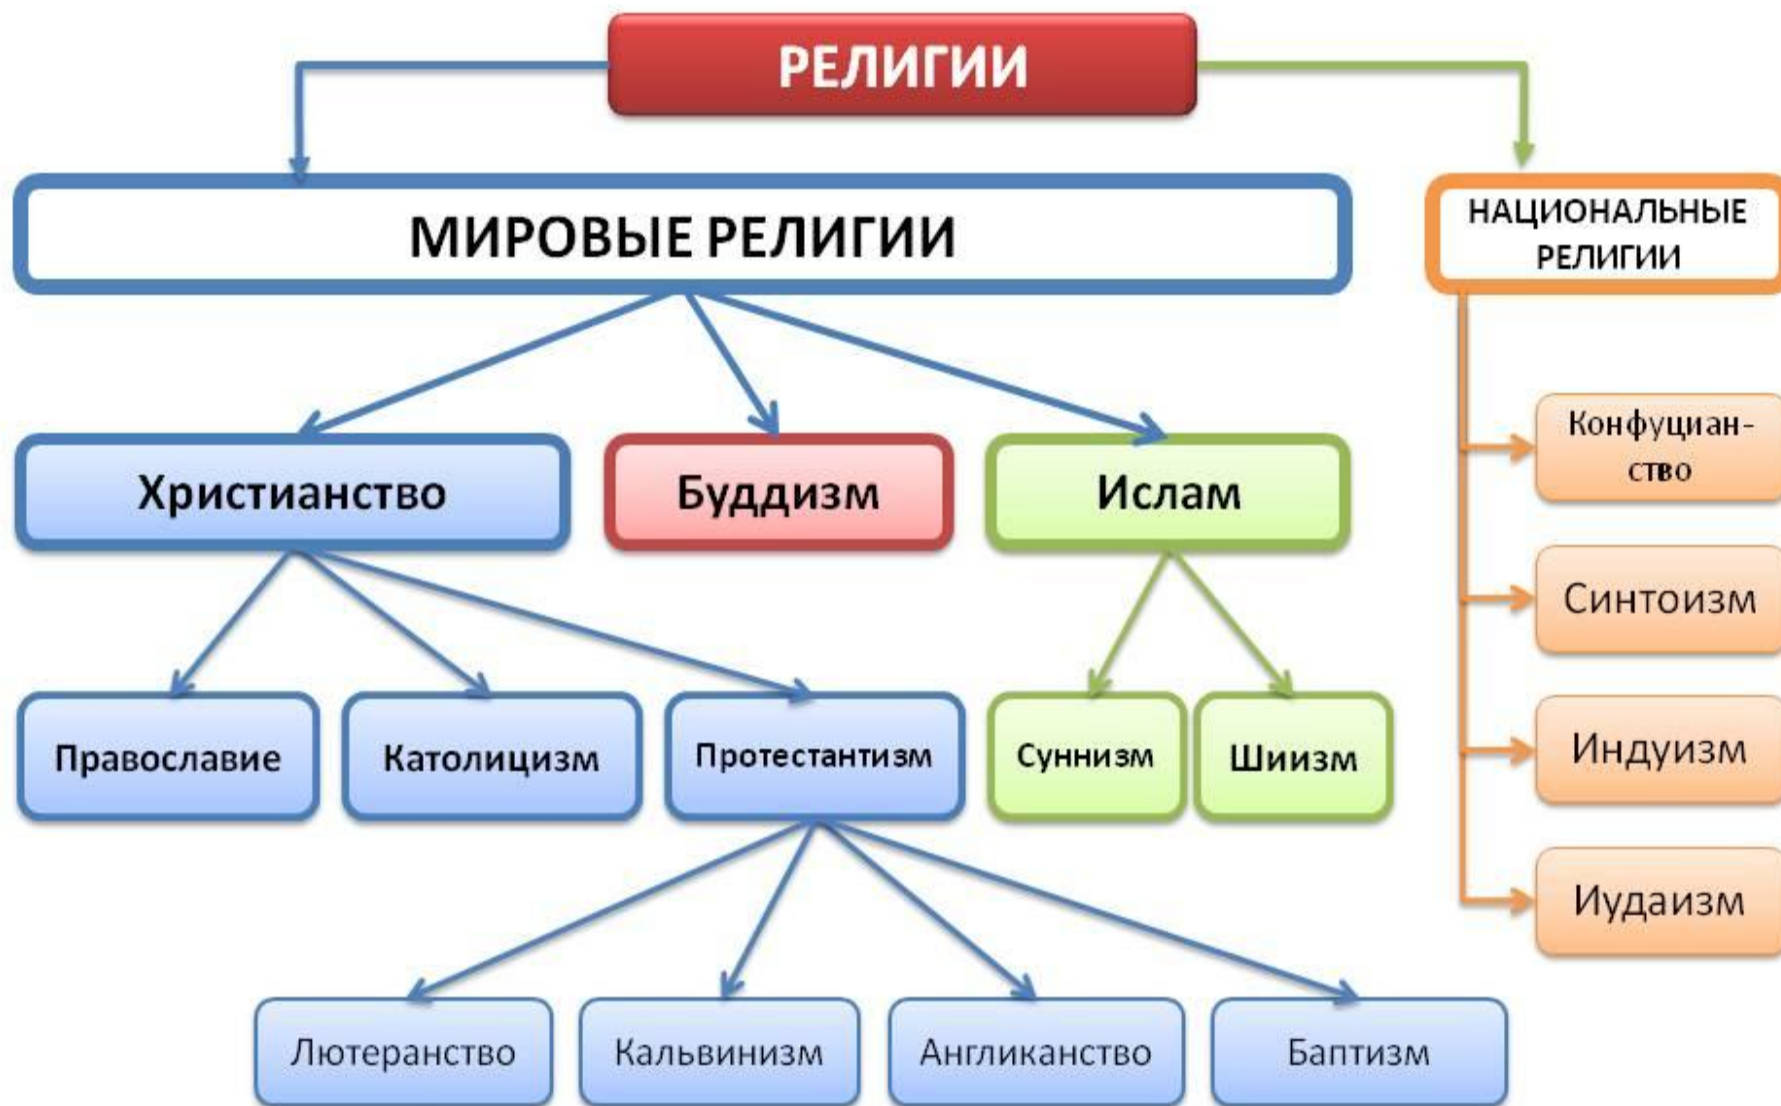 РЕЛИГИИ
МИРОВЫЕ РЕЛИГИИ
НАЦИОНАЛЬНЫЕ
РЕЛИГИИ
Христианство
Буддизм
Ислам
Конфуциан-
ство
Синтоизм
Индуизм
Иудаизм
Православие
Католицизм
Протестантизм
Суннизм
Шиизм
Лютеранство
Кальвинизм
Англиканство
Баптизм